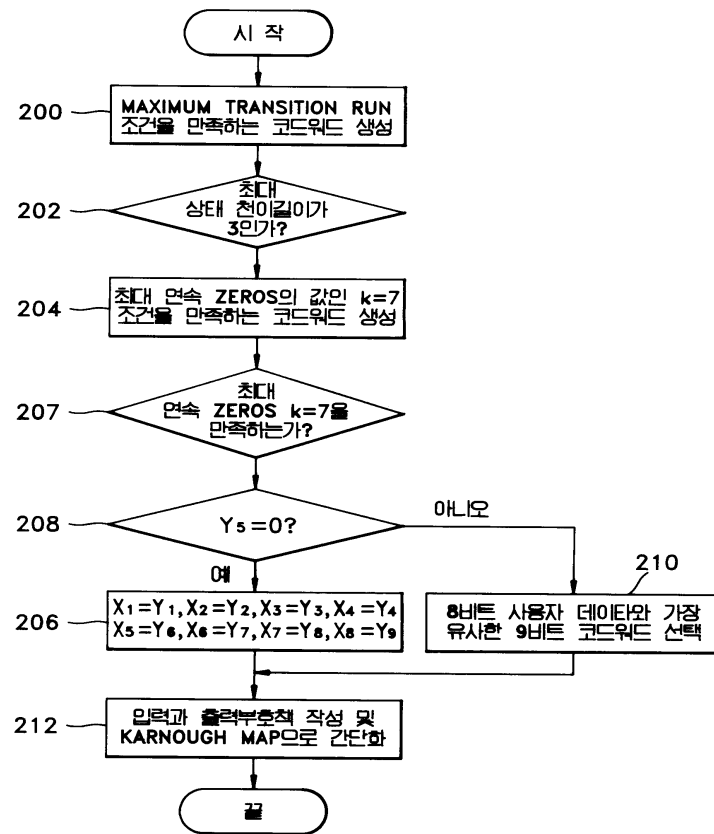 시 작
200
MAXIMUM TRANSITION RUN
조건을 만족하는 코드워드 생성
202
최대
상태 천이길이가
3인가?
204
최대 연속 ZEROS의 값인 k=7
조건을 만족하는 코드워드 생성
207
최대
연속 ZEROS k=7을
만족하는가?
208
Y5=0?
아니오
예
206
X1=Y1,X2=Y2,X3=Y3,X4=Y4
X5=Y6,X6=Y7,X7=Y8,X8=Y9
210
8비트 사용자 데이타와 가장
유사한 9비트 코드워드 선택
212
입력과 출력부호책 작성 및
KARNOUGH MAP으로 간단화
끝